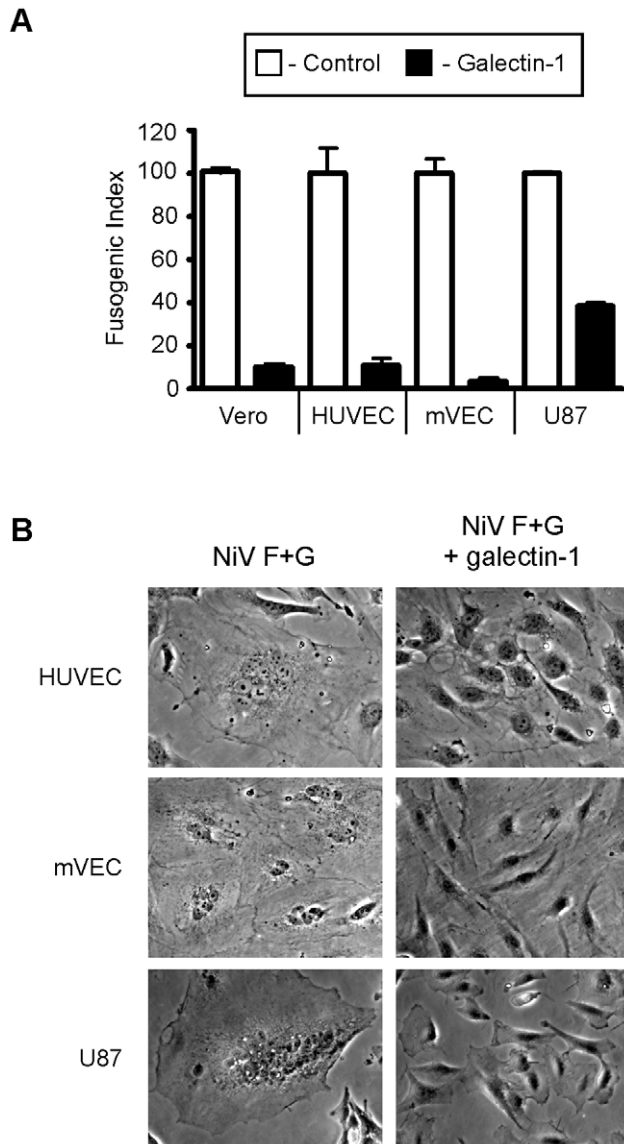 A
- Control - Galectin-1
Fusogenic Index
120
100
80
60
40
20
0
Vero HUVEC mVEC U87
B
NiV F+G
NiV F+G
+ galectin-1
HUVEC
mVEC
U87